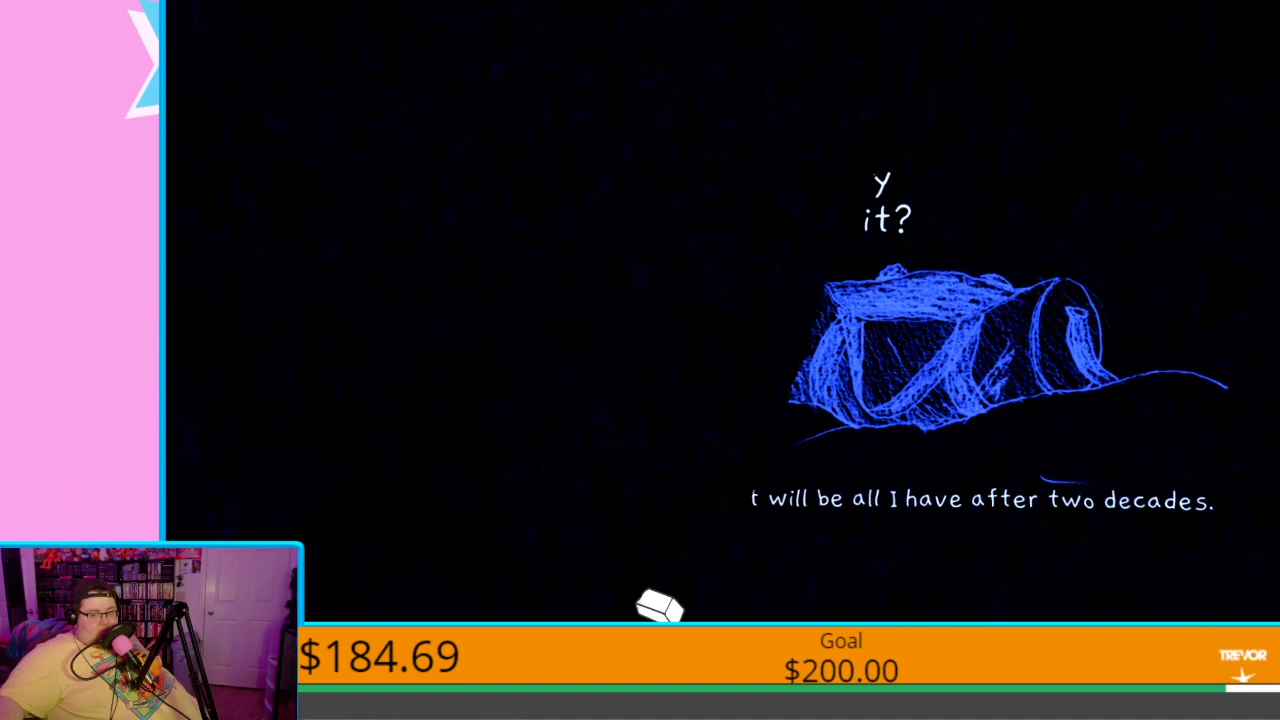 y
it?
t will be all I have after two decades.
$184.69
Goal
$200.00
TREVOR